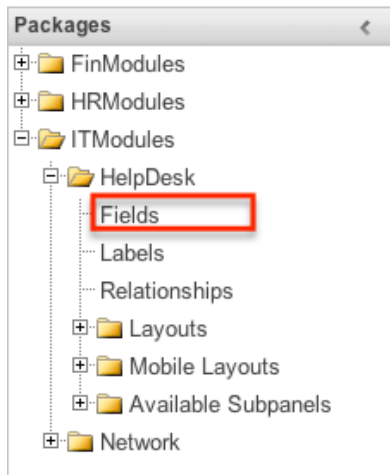 Packages
FinModules
HRModules
ITModules
HelpDesk
Fields
Labels
Relationships
Layouts
Mobile Layouts
Available Subpanels
Network